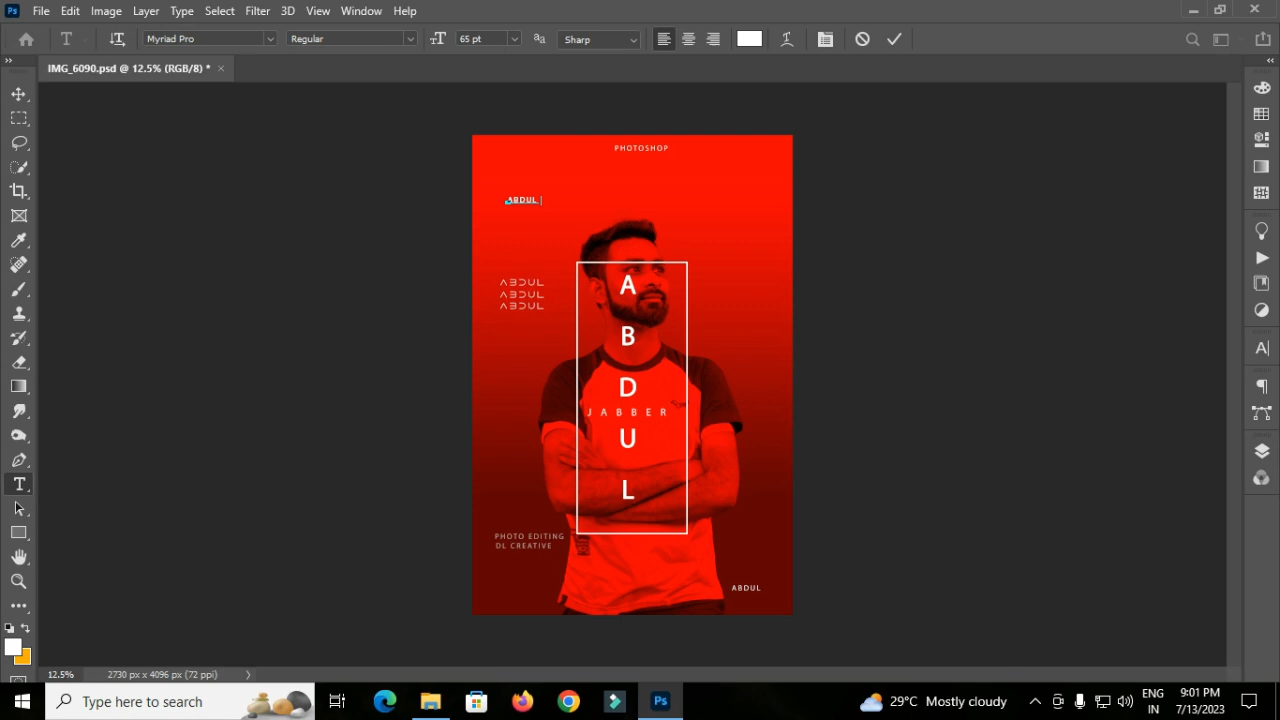 Ps File Edit Image Layer Type Select Filter 3D View Window Help
T Myriad Pro Regular 65 pt aa Sharp
IMG_6090.psd @ 12.5% (RGB/8) * ×
PHOTOSHOP
ABDUL
ABDUL
ABDUL
ABDUL
A
B
D
JABBER
U
L
PHOTO EDITING
DL CREATIVE
ABDUL
12.5% 2730 px x 4096 px (72 ppi)
Type here to search
Ps
29°C Mostly cloudy
ENG
IN
9:01 PM
7/13/2023